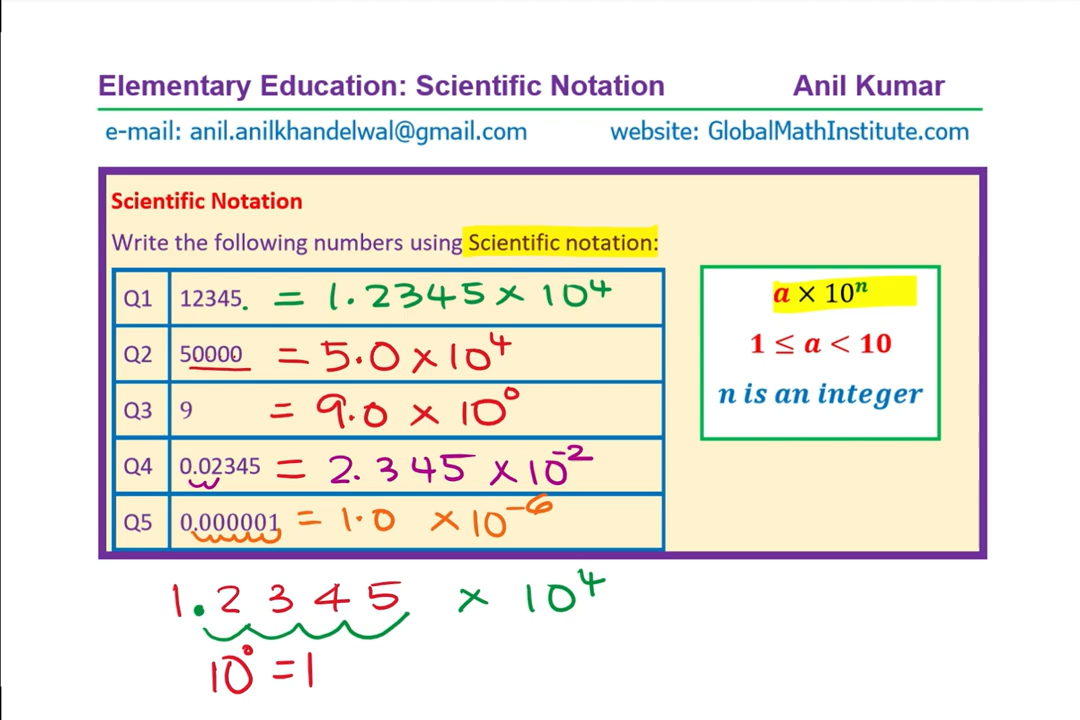 Elementary Education: Scientific Notation Anil Kumar
e-mail: anil.anilkhandelwal@gmail.com website: GlobalMathInstitute.com
Scientific Notation
Write the following numbers using Scientific notation:
Q1 12345. = 1.2345 × 10⁴
Q2 50000 = 5.0 × 10⁴
Q3 9 = 9.0 × 10⁰
Q4 0.02345 = 2.345 × 10⁻²
Q5 0.000001 = 1.0 × 10⁻⁶
a × 10ⁿ
1 ≤ a < 10
n is an integer
1.2345 × 10⁴
10⁰ = 1